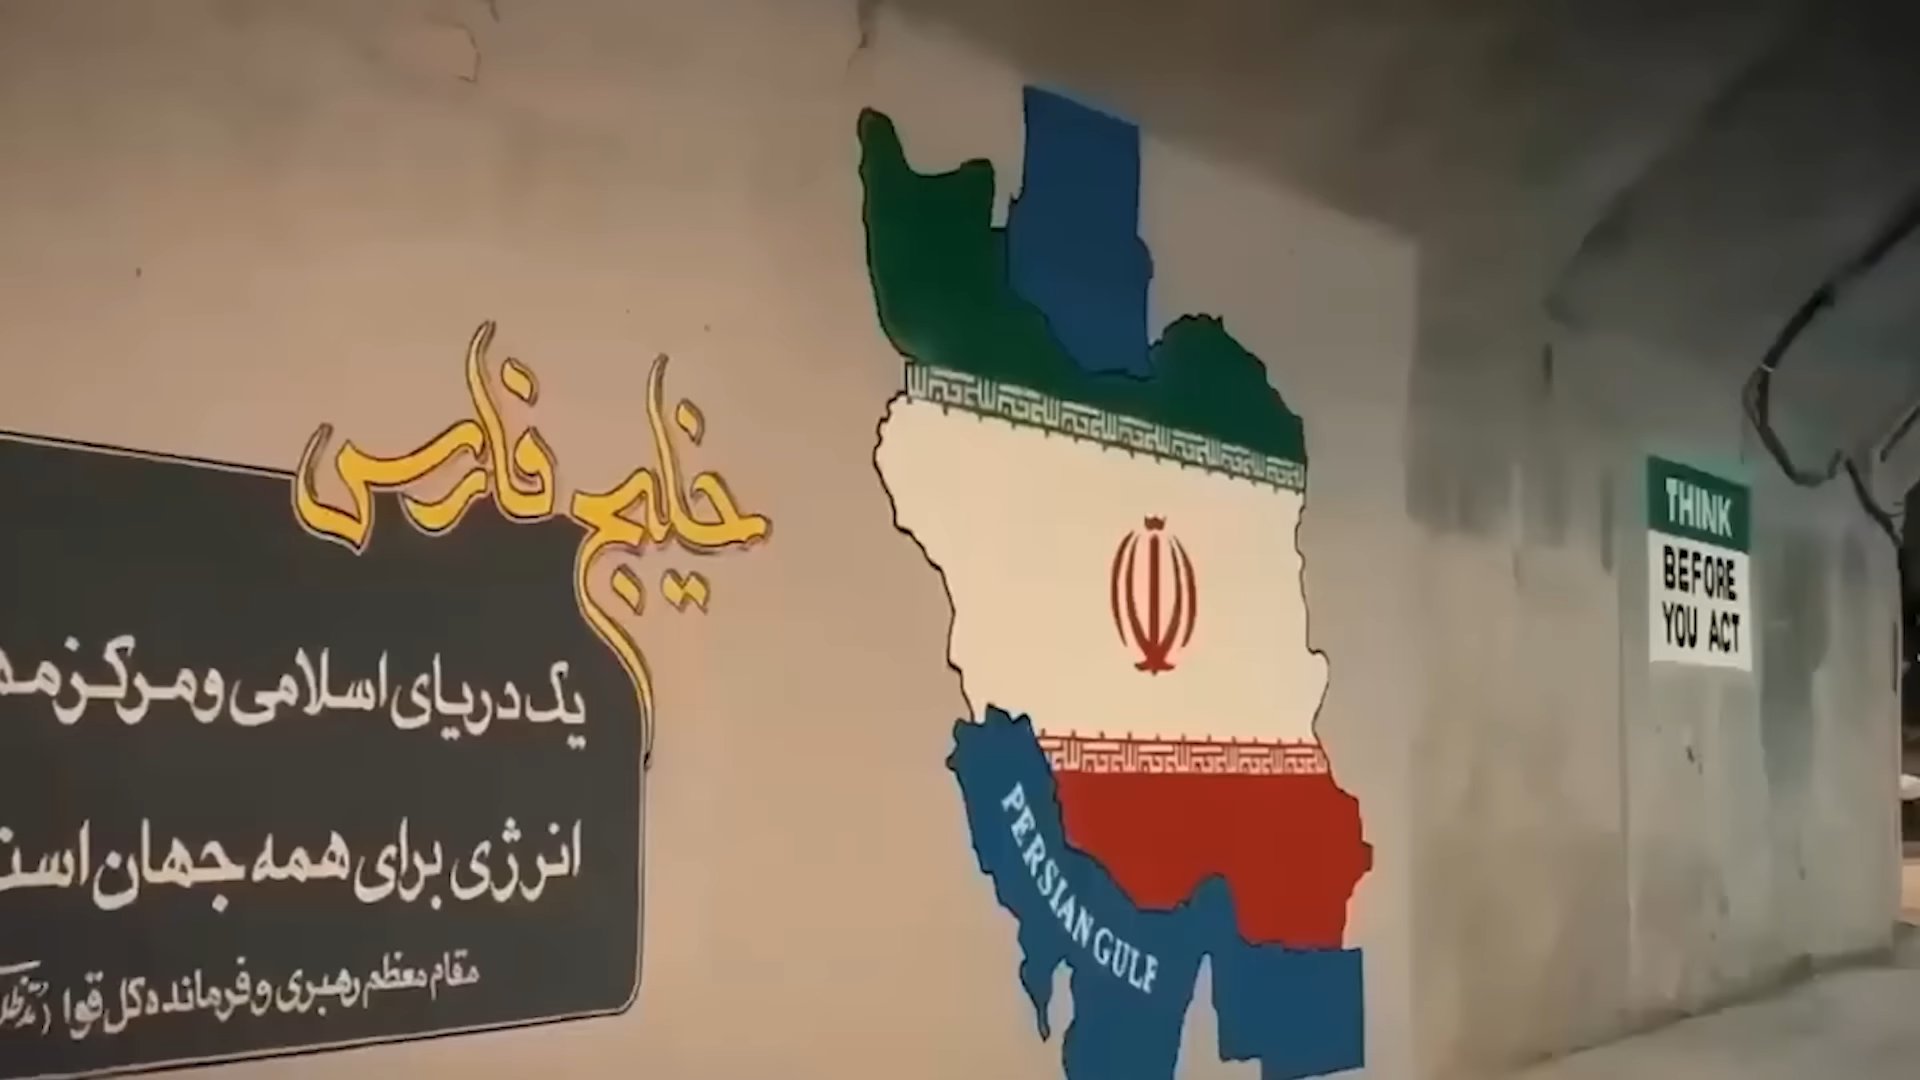 خلیج فارس
یک دریای اسلامی و مرکز
انرژی برای همه جهان است
مقام معظم رهبری و فرمانده کل قوا
PERSIAN GULF
THINK
BEFORE
YOU ACT